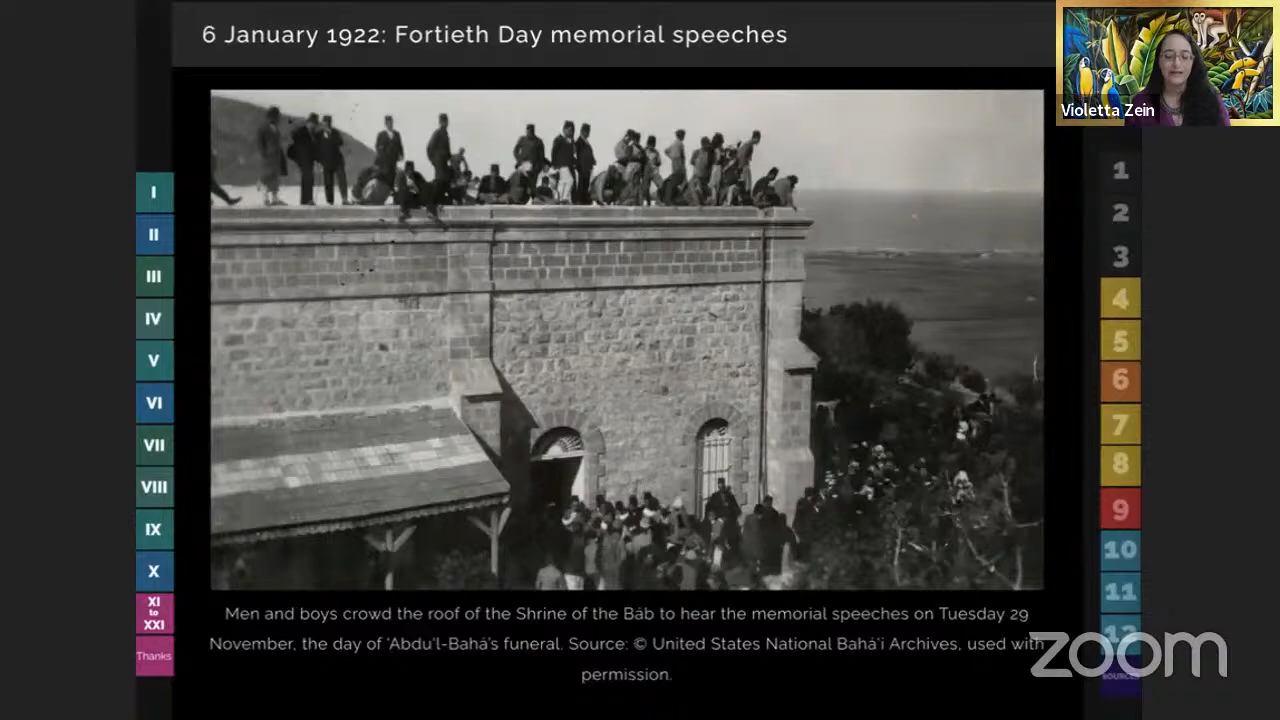 6 January 1922: Fortieth Day memorial speeches
Violetta Zein
I
II
III
IV
V
VI
VII
VIII
IX
X
XI
to
XXI
Thanks
1
2
3
4
5
6
7
8
9
10
11
12
SOURCES
Men and boys crowd the roof of the Shrine of the Báb to hear the memorial speeches on Tuesday 29
November, the day of 'Abdu'l-Bahá's funeral. Source: © United States National Bahá'í Archives, used with
permission.
zoom